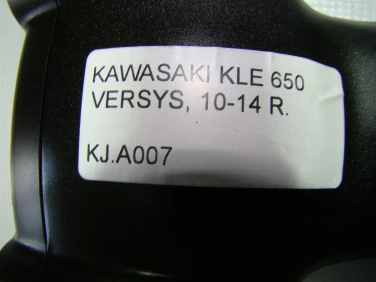 KAWASAKI KLE 650
VERSYS, 10-14 R.
KJ.A007